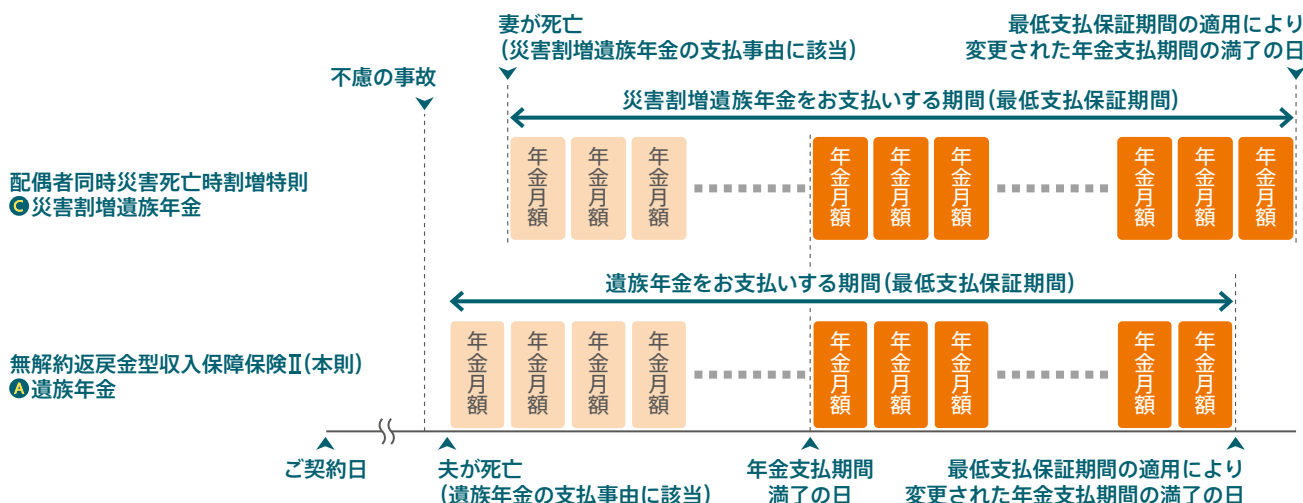 妻が死亡
(災害割増遺族年金の支払事由に該当)
最低支払保証期間の適用により
変更された年金支払期間の満了の日
不慮の事故
災害割増遺族年金をお支払いする期間(最低支払保証期間)
配偶者同時災害死亡時割増特則
C災害割増遺族年金
年金月額
年金月額
年金月額
年金月額
年金月額
年金月額
年金月額
年金月額
年金月額
遺族年金をお支払いする期間(最低支払保証期間)
無解約返戻金型収入保障保険Ⅱ(本則)
A遺族年金
年金月額
年金月額
年金月額
年金月額
年金月額
年金月額
年金月額
年金月額
年金月額
ご契約日
夫が死亡
(遺族年金の支払事由に該当)
年金支払期間
満了の日
最低支払保証期間の適用により
変更された年金支払期間の満了の日